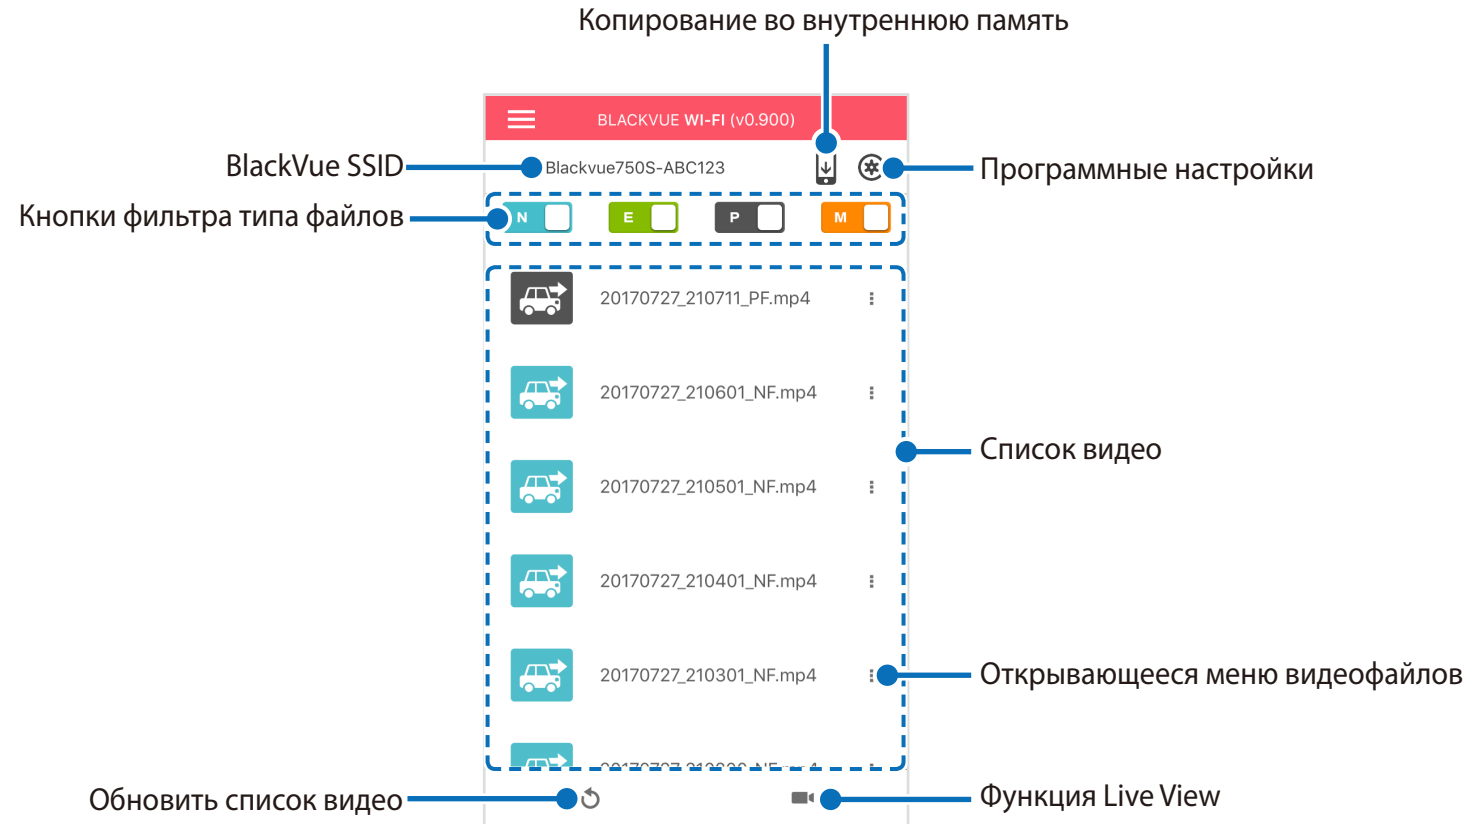 Копирование во внутреннюю память
BLACKVUE WI-FI (v0.900)
BlackVue SSID
Blackvue750S-ABC123
Программные настройки
Кнопки фильтра типа файлов
N
E
P
M
20170727_210711_PF.mp4
20170727_210601_NF.mp4
Список видео
20170727_210501_NF.mp4
20170727_210401_NF.mp4
20170727_210301_NF.mp4
Открывающееся меню видеофайлов
Обновить список видео
Функция Live View